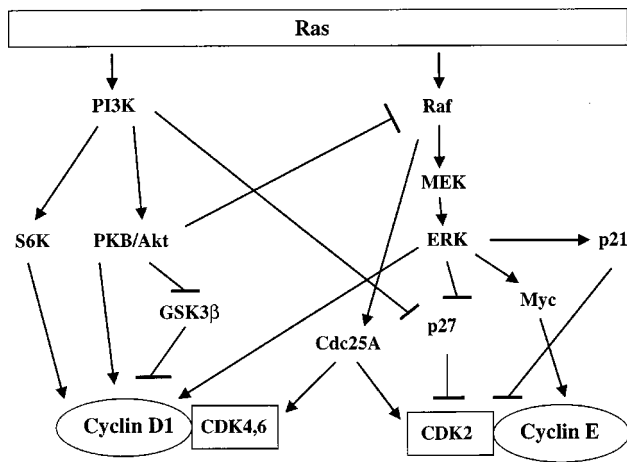 Ras
PI3K
Raf
MEK
S6K
PKB/Akt
ERK
p21
GSK3β
Myc
p27
Cdc25A
Cyclin D1
CDK4,6
CDK2
Cyclin E